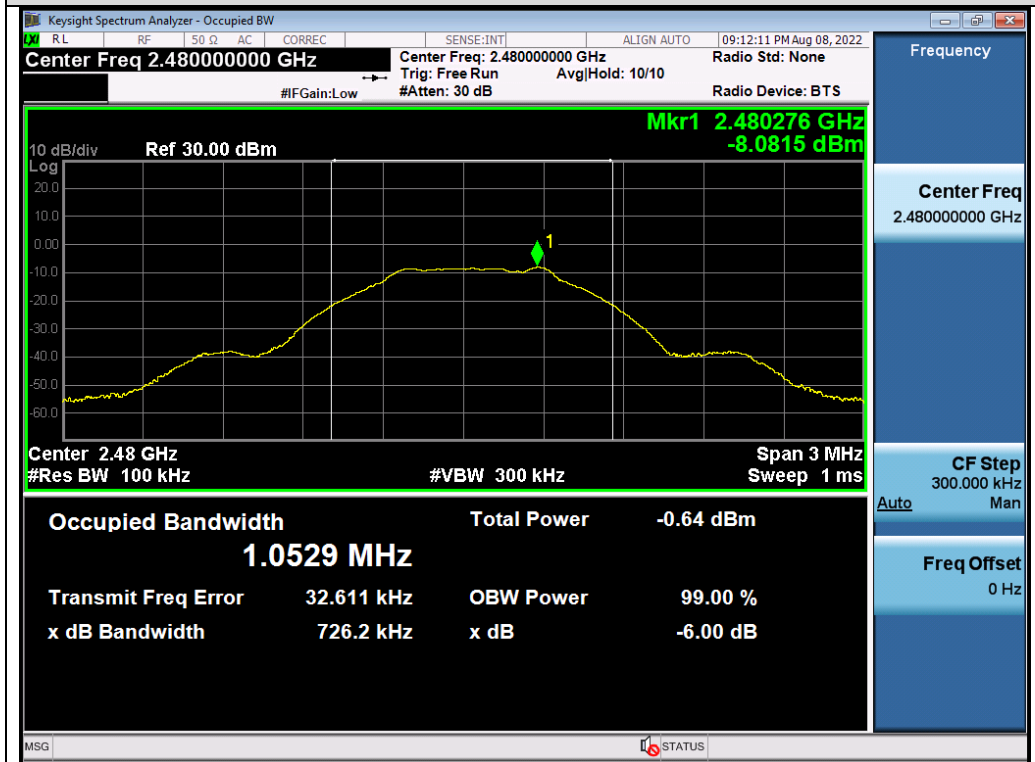 Keysight Spectrum Analyzer - Occupied BW
LXI RL RF 50 Ω AC CORREC SENSE:INT ALIGN AUTO 09:12:11 PM Aug 08, 2022
Center Freq 2.480000000 GHz Center Freq: 2.480000000 GHz Radio Std: None
Trig: Free Run Avg|Hold: 10/10
#IFGain:Low #Atten: 30 dB Radio Device: BTS
Mkr1 2.480276 GHz
-8.0815 dBm
10 dB/div Ref 30.00 dBm
Log
20.0
10.0
0.00
-10.0
-20.0
-30.0
-40.0
-50.0
-60.0
1
Center 2.48 GHz Span 3 MHz
#Res BW 100 kHz #VBW 300 kHz Sweep 1 ms
Occupied Bandwidth Total Power -0.64 dBm
1.0529 MHz
Transmit Freq Error 32.611 kHz OBW Power 99.00 %
x dB Bandwidth 726.2 kHz x dB -6.00 dB
Frequency
Center Freq
2.480000000 GHz
CF Step
300.000 kHz
Auto Man
Freq Offset
0 Hz
MSG STATUS